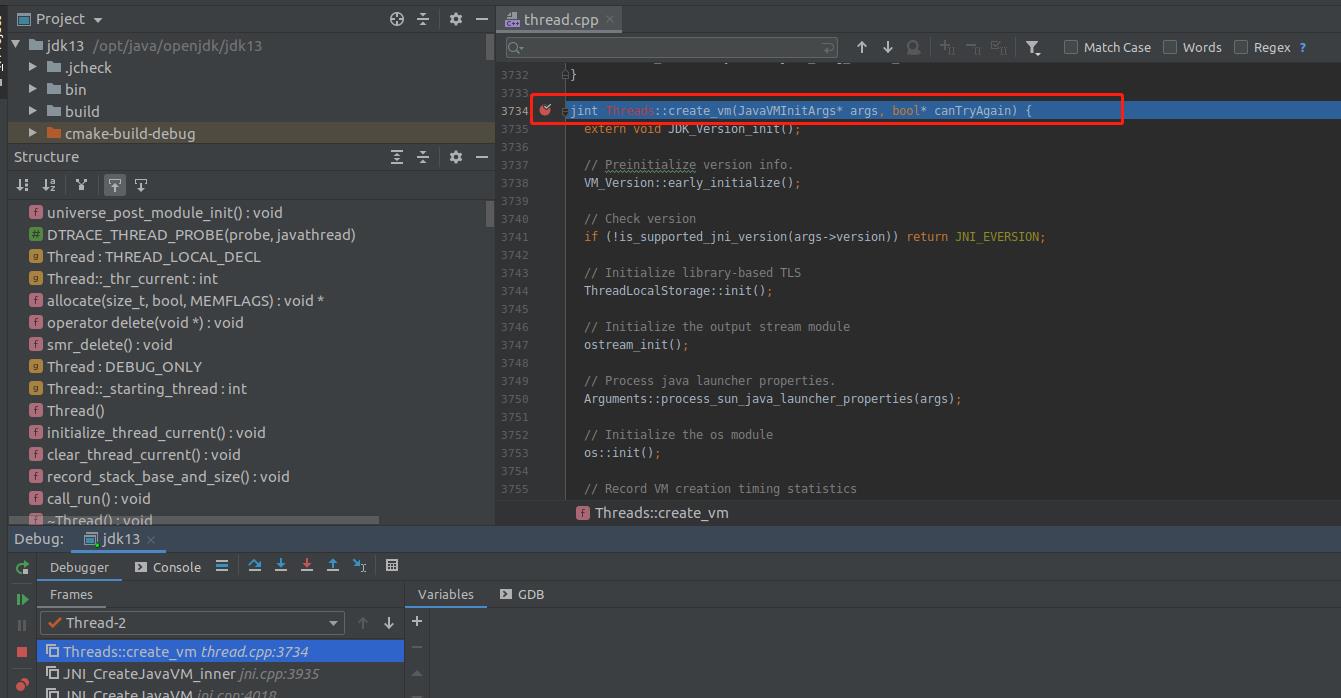 Project
thread.cpp
jdk13 /opt/java/openjdk/jdk13
.jcheck
bin
build
cmake-build-debug
Match Case Words Regex ?
Structure
universe_post_module_init() : void
DTRACE_THREAD_PROBE(probe, javathread)
Thread : THREAD_LOCAL_DECL
Thread::_thr_current : int
allocate(size_t, bool, MEMFLAGS) : void *
operator delete(void *) : void
smr_delete() : void
Thread : DEBUG_ONLY
Thread::_starting_thread : int
Thread()
initialize_thread_current() : void
clear_thread_current() : void
record_stack_base_and_size() : void
call_run() : void
~Thread() : void
3732 }
3733
3734 jint Threads::create_vm(JavaVMInitArgs* args, bool* canTryAgain) {
3735 extern void JDK_Version_init();
3736
3737 // Preinitialize version info.
3738 VM_Version::early_initialize();
3739
3740 // Check version
3741 if (!is_supported_jni_version(args->version)) return JNI_EVERSION;
3742
3743 // Initialize library-based TLS
3744 ThreadLocalStorage::init();
3745
3746 // Initialize the output stream module
3747 ostream_init();
3748
3749 // Process java launcher properties.
3750 Arguments::process_sun_java_launcher_properties(args);
3751
3752 // Initialize the os module
3753 os::init();
3754
3755 // Record VM creation timing statistics
Threads::create_vm
Debug: jdk13
Debugger Console
Frames
Variables GDB
Thread-2
Threads::create_vm thread.cpp:3734
JNI_CreateJavaVM_inner jni.cpp:3935
JNI_CreateJavaVM jni.cpp:4018